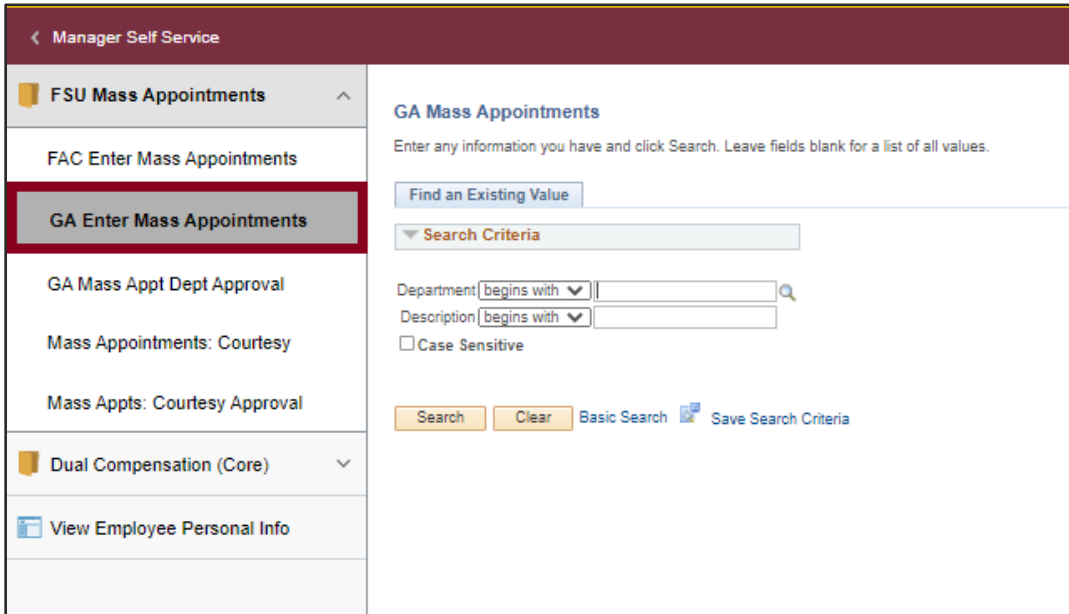 Manager Self Service
FSU Mass Appointments
FAC Enter Mass Appointments
GA Enter Mass Appointments
GA Mass Appt Dept Approval
Mass Appointments: Courtesy
Mass Appts: Courtesy Approval
Dual Compensation (Core)
View Employee Personal Info
GA Mass Appointments
Enter any information you have and click Search. Leave fields blank for a list of all values.
Find an Existing Value
Search Criteria
Department begins with
Description begins with
Case Sensitive
Search Clear Basic Search Save Search Criteria